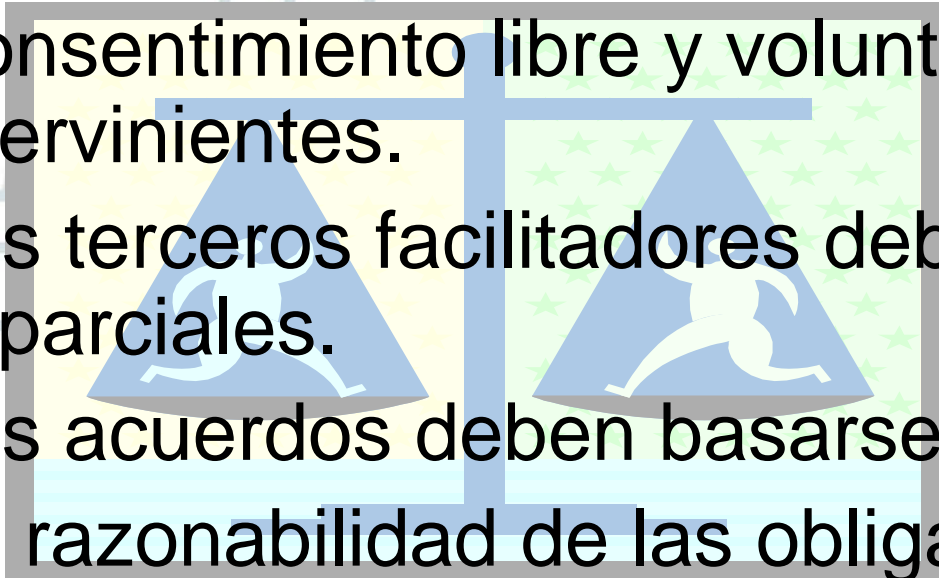 onsentimiento libre y volunt
ervinientes.
s terceros facilitadores deb
parciales.
s acuerdos deben basarse
razonabilidad de las obliga